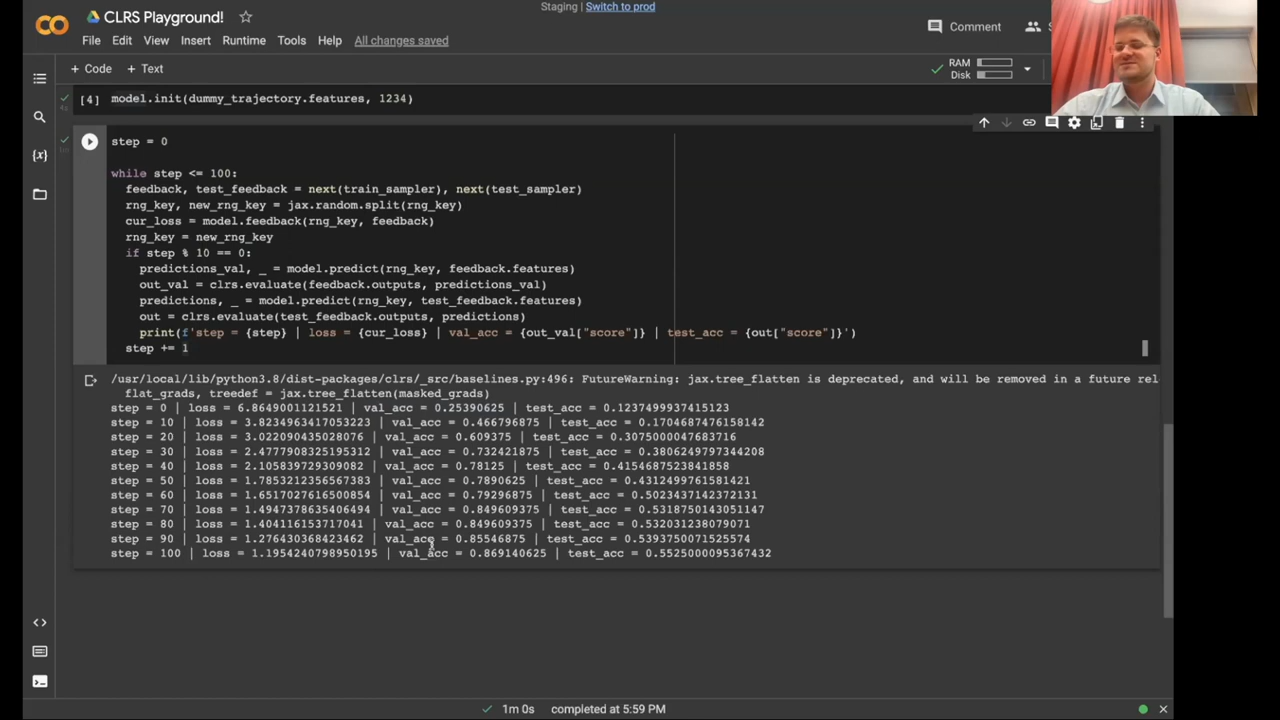 Staging | Switch to prod
CLRS Playground!
File Edit View Insert Runtime Tools Help All changes saved
Comment
+ Code + Text
RAM
Disk
[4] model.init(dummy_trajectory.features, 1234)
step = 0
while step <= 100:
feedback, test_feedback = next(train_sampler), next(test_sampler)
rng_key, new_rng_key = jax.random.split(rng_key)
cur_loss = model.feedback(rng_key, feedback)
rng_key = new_rng_key
if step % 10 == 0:
predictions_val, _ = model.predict(rng_key, feedback.features)
out_val = clrs.evaluate(feedback.outputs, predictions_val)
predictions, _ = model.predict(rng_key, test_feedback.features)
out = clrs.evaluate(test_feedback.outputs, predictions)
print(f'step = {step} | loss = {cur_loss} | val_acc = {out_val["score"]} | test_acc = {out["score"]}')
step += 1
/usr/local/lib/python3.8/dist-packages/clrs/_src/baselines.py:496: FutureWarning: jax.tree_flatten is deprecated, and will be removed in a future rel
flat_grads, treedef = jax.tree_flatten(masked_grads)
step = 0 | loss = 6.8649001121521 | val_acc = 0.25390625 | test_acc = 0.1237499937415123
step = 10 | loss = 3.8234963417053223 | val_acc = 0.466796875 | test_acc = 0.1704687476158142
step = 20 | loss = 3.022090435028076 | val_acc = 0.609375 | test_acc = 0.3075000047683716
step = 30 | loss = 2.4777908325195312 | val_acc = 0.732421875 | test_acc = 0.3806249797344208
step = 40 | loss = 2.105839729309082 | val_acc = 0.78125 | test_acc = 0.4154687523841858
step = 50 | loss = 1.7853212356567383 | val_acc = 0.7890625 | test_acc = 0.4312499761581421
step = 60 | loss = 1.6517027616500854 | val_acc = 0.79296875 | test_acc = 0.5023437142372131
step = 70 | loss = 1.4947378635406494 | val_acc = 0.849609375 | test_acc = 0.5318750143051147
step = 80 | loss = 1.404116153717041 | val_acc = 0.849609375 | test_acc = 0.532031238079071
step = 90 | loss = 1.276430368423462 | val_acc = 0.85546875 | test_acc = 0.5393750071525574
step = 100 | loss = 1.1954240798950195 | val_acc = 0.869140625 | test_acc = 0.5525000095367432
1m 0s completed at 5:59 PM